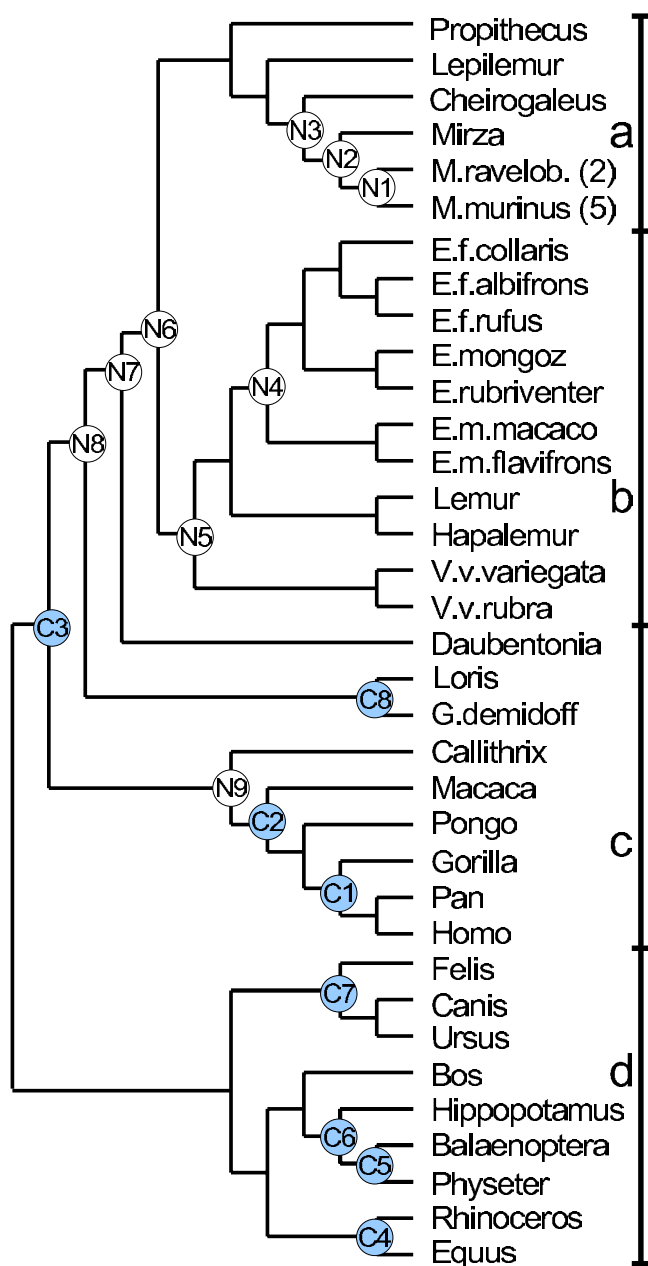 Propithecus
Lepilemur
Cheirogaleus
N3
Mirza
a
N2
M.ravelob. (2)
N1
M.murinus (5)
E.f.collaris
E.f.albifrons
E.f.rufus
N6
E.mongoz
N7
E.rubriventer
N4
E.m.macaco
N8
E.m.flavifrons
Lemur
b
Hapalemur
N5
V.v.variegata
V.v.rubra
C3
Daubentonia
Loris
C8
G.demidoff
Callithrix
N9
Macaca
C2
Pongo
c
Gorilla
C1
Pan
Homo
Felis
C7
Canis
Ursus
Bos
d
Hippopotamus
C6
Balaenoptera
C5
Physeter
Rhinoceros
C4
Equus